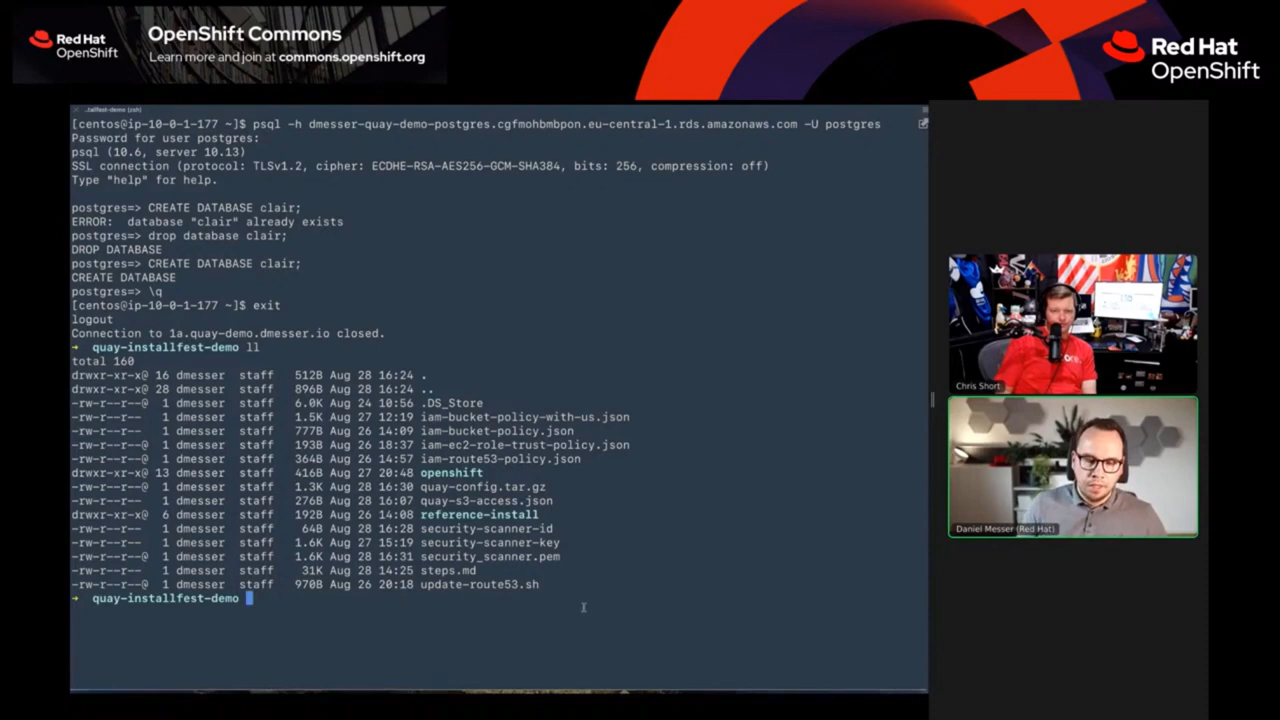 Red Hat
OpenShift
OpenShift Commons
Learn more and join at commons.openshift.org
Red Hat
OpenShift
..tallfest-demo (zsh)
[centos@ip-10-0-1-177 ~]$ psql -h dmesser-quay-demo-postgres.cgfmohbmbpon.eu-central-1.rds.amazonaws.com -U postgres
Password for user postgres:
psql (10.6, server 10.13)
SSL connection (protocol: TLSv1.2, cipher: ECDHE-RSA-AES256-GCM-SHA384, bits: 256, compression: off)
Type "help" for help.
postgres=> CREATE DATABASE clair;
ERROR:  database "clair" already exists
postgres=> drop database clair;
DROP DATABASE
postgres=> CREATE DATABASE clair;
CREATE DATABASE
postgres=> \q
[centos@ip-10-0-1-177 ~]$ exit
logout
Connection to 1a.quay-demo.dmesser.io closed.
→ quay-installfest-demo ll
total 160
drwxr-xr-x@ 16 dmesser  staff   512B Aug 28 16:24 .
drwxr-xr-x@ 28 dmesser  staff   896B Aug 28 16:24 ..
-rw-r--r--@  1 dmesser  staff   6.0K Aug 24 10:56 .DS_Store
-rw-r--r--   1 dmesser  staff   1.5K Aug 27 12:19 iam-bucket-policy-with-us.json
-rw-r--r--   1 dmesser  staff   777B Aug 26 14:09 iam-bucket-policy.json
-rw-r--r--@  1 dmesser  staff   193B Aug 26 18:37 iam-ec2-role-trust-policy.json
-rw-r--r--   1 dmesser  staff   364B Aug 26 14:57 iam-route53-policy.json
drwxr-xr-x@ 13 dmesser  staff   416B Aug 27 20:48 openshift
-rw-r--r--@  1 dmesser  staff   1.3K Aug 28 16:30 quay-config.tar.gz
-rw-r--r--@  1 dmesser  staff   276B Aug 28 16:07 quay-s3-access.json
drwxr-xr-x@  6 dmesser  staff   192B Aug 26 14:08 reference-install
-rw-r--r--   1 dmesser  staff    64B Aug 28 16:28 security-scanner-id
-rw-r--r--   1 dmesser  staff   1.6K Aug 27 15:19 security-scanner-key
-rw-r--r--@  1 dmesser  staff   1.6K Aug 28 16:31 security_scanner.pem
-rw-r--r--   1 dmesser  staff    31K Aug 28 14:25 steps.md
-rw-r--r--@  1 dmesser  staff   970B Aug 26 20:18 update-route53.sh
→ quay-installfest-demo
Chris Short
Daniel Messer (Red Hat)